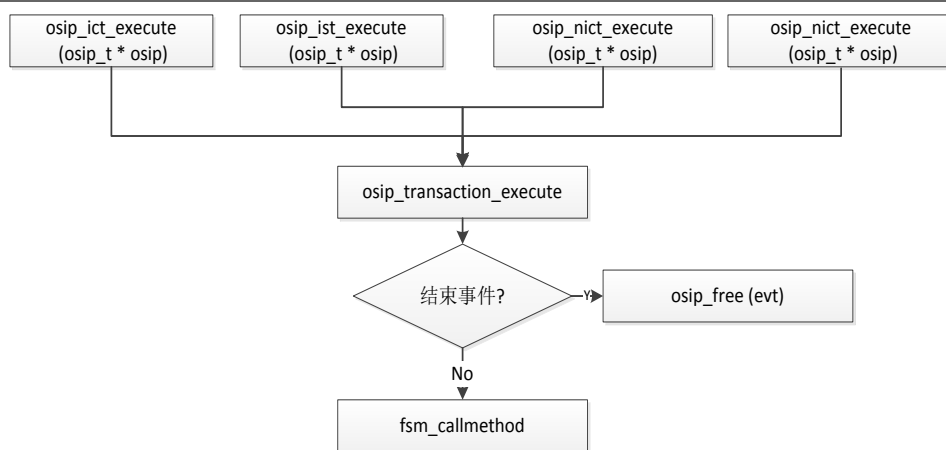 osip_ict_execute
(osip_t * osip)
osip_ist_execute
(osip_t * osip)
osip_nict_execute
(osip_t * osip)
osip_nict_execute
(osip_t * osip)
osip_transaction_execute
结束事件?
Y
osip_free (evt)
No
fsm_callmethod